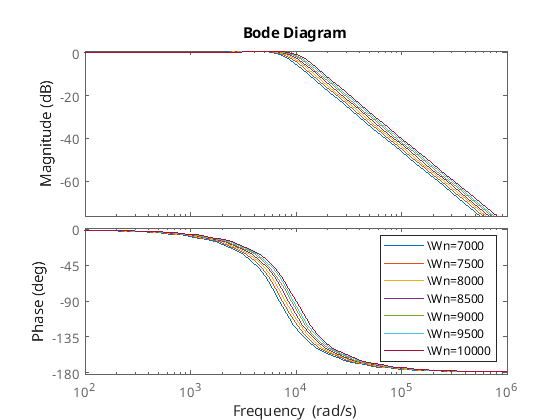 Bode Diagram
Magnitude (dB)
0
-20
-40
-60
Phase (deg)
0
-45
-90
-135
-180
\Wn=7000
\Wn=7500
\Wn=8000
\Wn=8500
\Wn=9000
\Wn=9500
\Wn=10000
10^2 10^3 10^4 10^5 10^6
Frequency (rad/s)